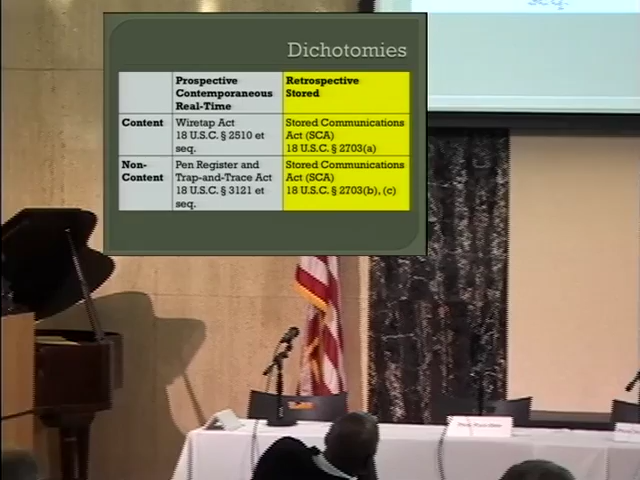 seq.
Dichotomies
Prospective
Contemporaneous
Real-Time
Retrospective
Stored
Content
Wiretap Act
18 U.S.C. § 2510 et
seq.
Stored Communications
Act (SCA)
18 U.S.C. § 2703(a)
Non-
Content
Pen Register and
Trap-and-Trace Act
18 U.S.C. § 3121 et
seq.
Stored Communications
Act (SCA)
18 U.S.C. § 2703(b), (c)